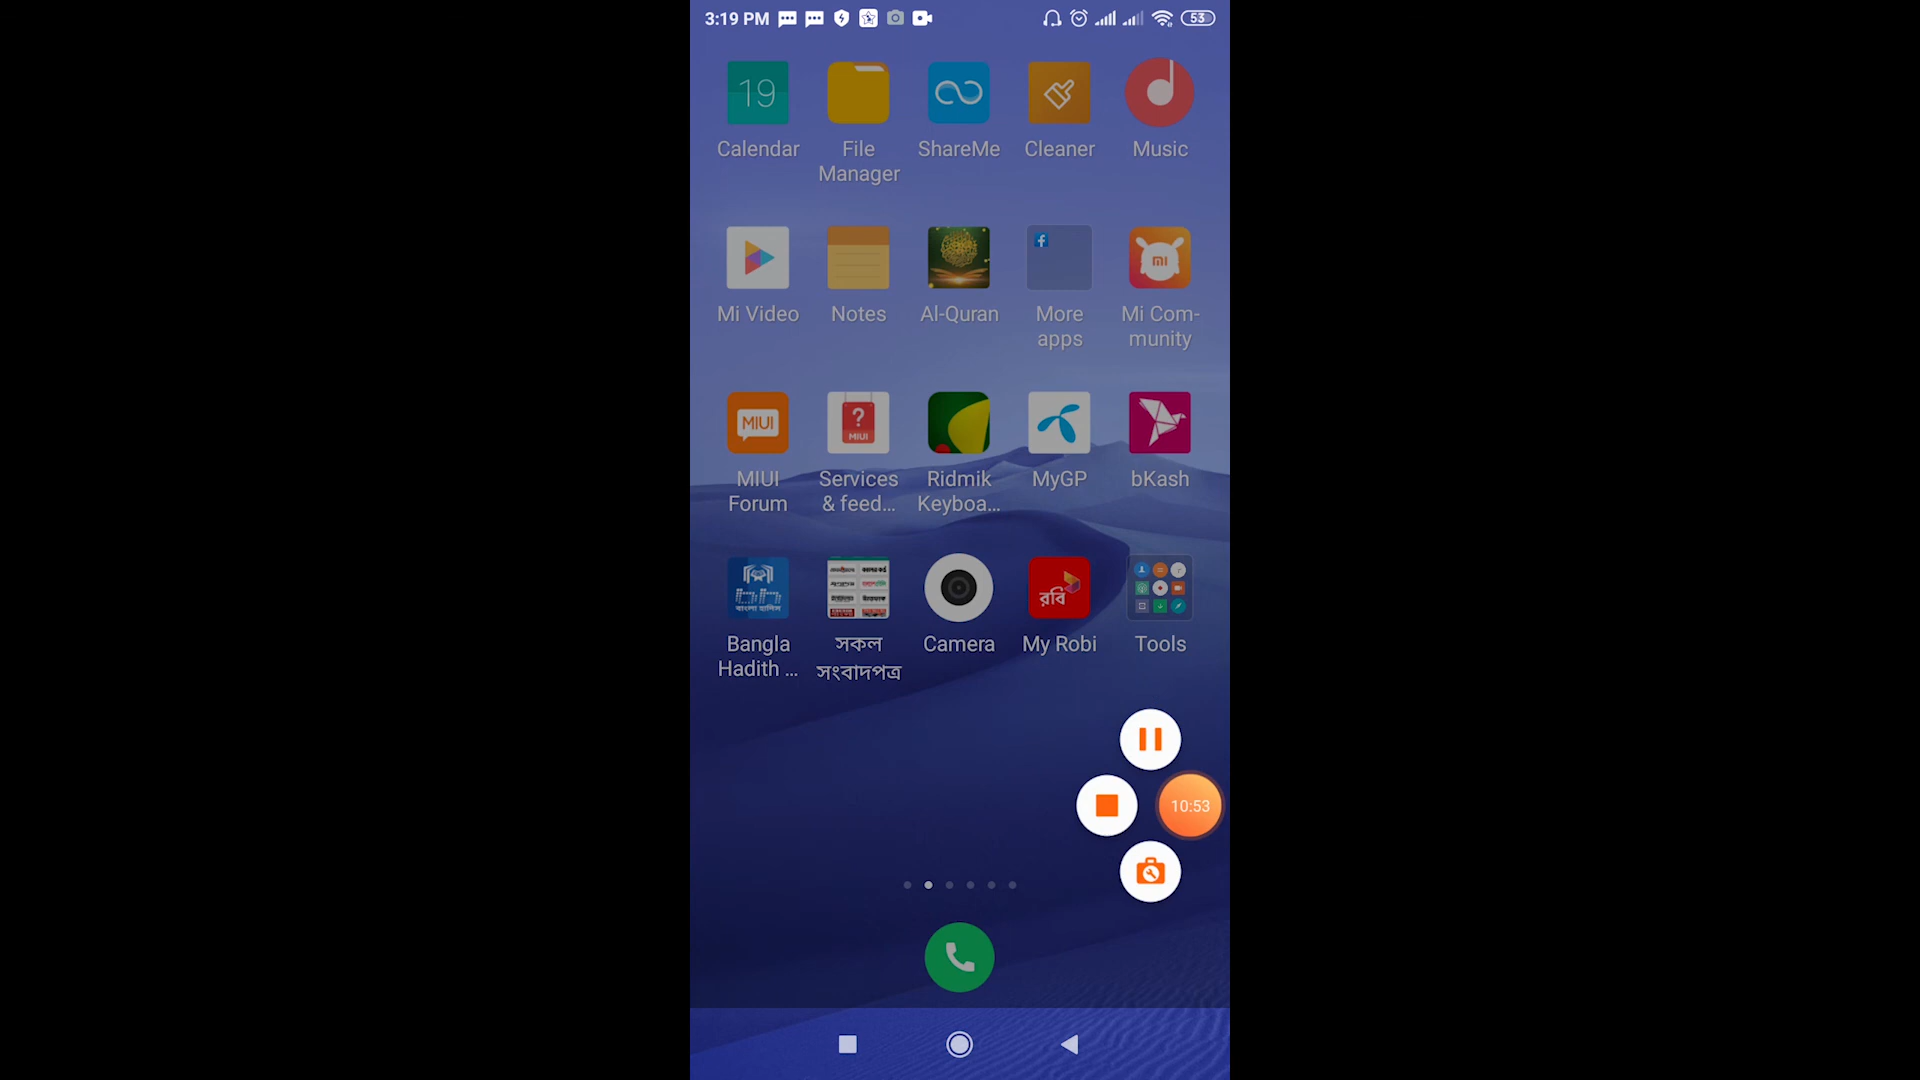 3:19 PM
53
19
Calendar
File
Manager
ShareMe
Cleaner
Music
Mi Video
Notes
Al-Quran
More
apps
mi
Mi Com-
munity
MIUI
MIUI
Forum
?
MIUI
Services
& feed...
Ridmik
Keyboa...
MyGP
bKash
বাংলা হাদিস
Bangla
Hadith ...
সকল
সংবাদপত্র
Camera
রবি
My Robi
Tools
10:53